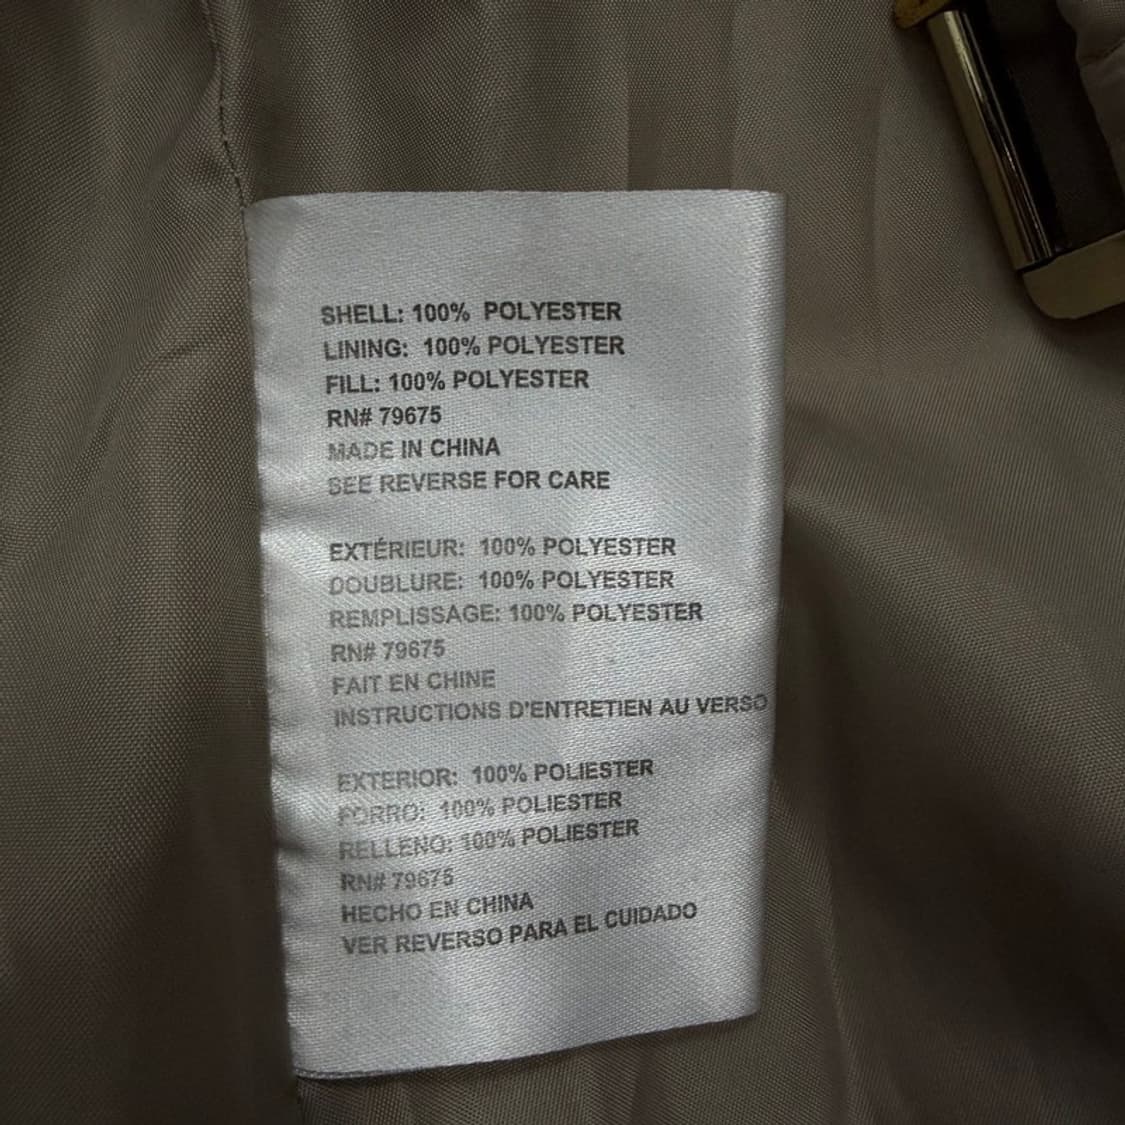 SHELL: 100% POLYESTER
LINING: 100% POLYESTER
FILL: 100% POLYESTER
RN# 79675
MADE IN CHINA
SEE REVERSE FOR CARE
EXTÉRIEUR: 100% POLYESTER
DOUBLURE: 100% POLYESTER
REMPLISSAGE: 100% POLYESTER
RN# 79675
FAIT EN CHINE
INSTRUCTIONS D'ENTRETIEN AU VERSO
EXTERIOR: 100% POLIESTER
FORRO: 100% POLIESTER
RELLENO: 100% POLIESTER
RN# 79675
HECHO EN CHINA
VER REVERSO PARA EL CUIDADO